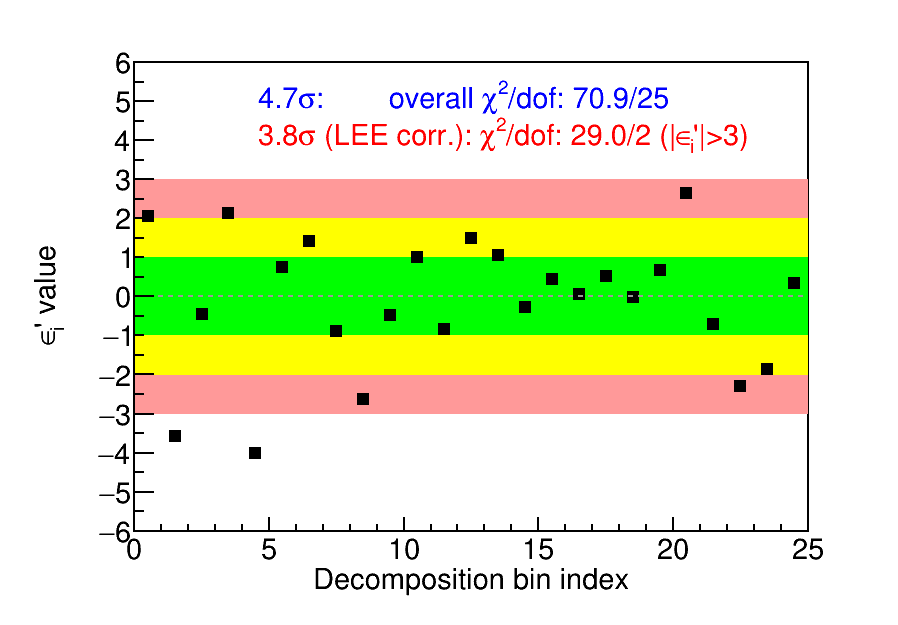 4.7σ: overall χ²/dof: 70.9/25
3.8σ (LEE corr.): χ²/dof: 29.0/2 (|ϵᵢ'|>3)
ϵᵢ' value
6
5
4
3
2
1
0
−1
−2
−3
−4
−5
−6
0 5 10 15 20 25
Decomposition bin index